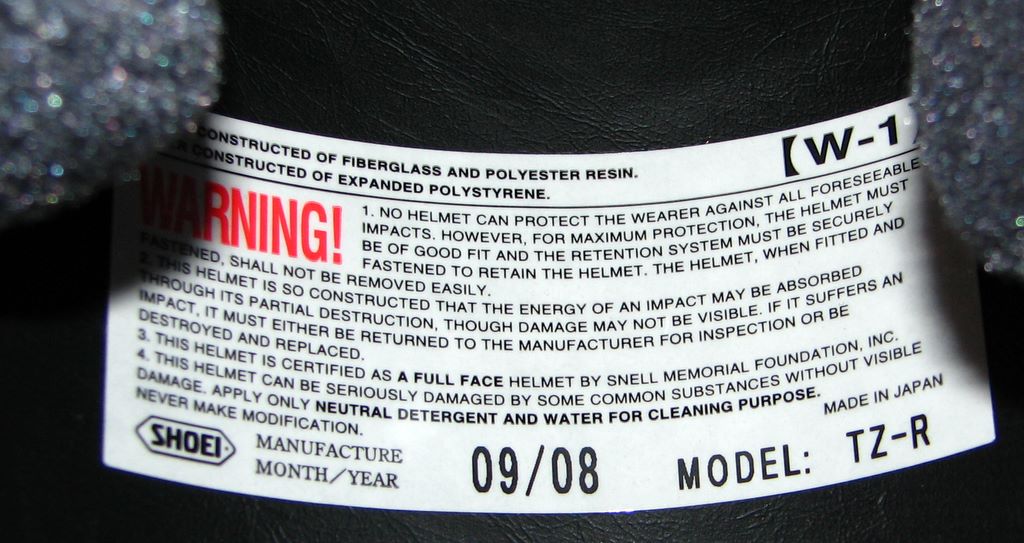 CONSTRUCTED OF FIBERGLASS AND POLYESTER RESIN.
CONSTRUCTED OF EXPANDED POLYSTYRENE.
【W-1
WARNING!
1. NO HELMET CAN PROTECT THE WEARER AGAINST ALL FORESEEABLE
IMPACTS. HOWEVER, FOR MAXIMUM PROTECTION, THE HELMET MUST
BE OF GOOD FIT AND THE RETENTION SYSTEM MUST BE SECURELY
FASTENED TO RETAIN THE HELMET. THE HELMET, WHEN FITTED AND
FASTENED, SHALL NOT BE REMOVED EASILY.
2. THIS HELMET IS SO CONSTRUCTED THAT THE ENERGY OF AN IMPACT MAY BE ABSORBED
THROUGH ITS PARTIAL DESTRUCTION, THOUGH DAMAGE MAY NOT BE VISIBLE. IF IT SUFFERS AN
IMPACT, IT MUST EITHER BE RETURNED TO THE MANUFACTURER FOR INSPECTION OR BE
DESTROYED AND REPLACED.
3. THIS HELMET IS CERTIFIED AS A FULL FACE HELMET BY SNELL MEMORIAL FOUNDATION, INC.
4. THIS HELMET CAN BE SERIOUSLY DAMAGED BY SOME COMMON SUBSTANCES WITHOUT VISIBLE
DAMAGE. APPLY ONLY NEUTRAL DETERGENT AND WATER FOR CLEANING PURPOSE.
NEVER MAKE MODIFICATION.
MADE IN JAPAN
SHOEI
MANUFACTURE
MONTH/YEAR
09/08
MODEL: TZ-R